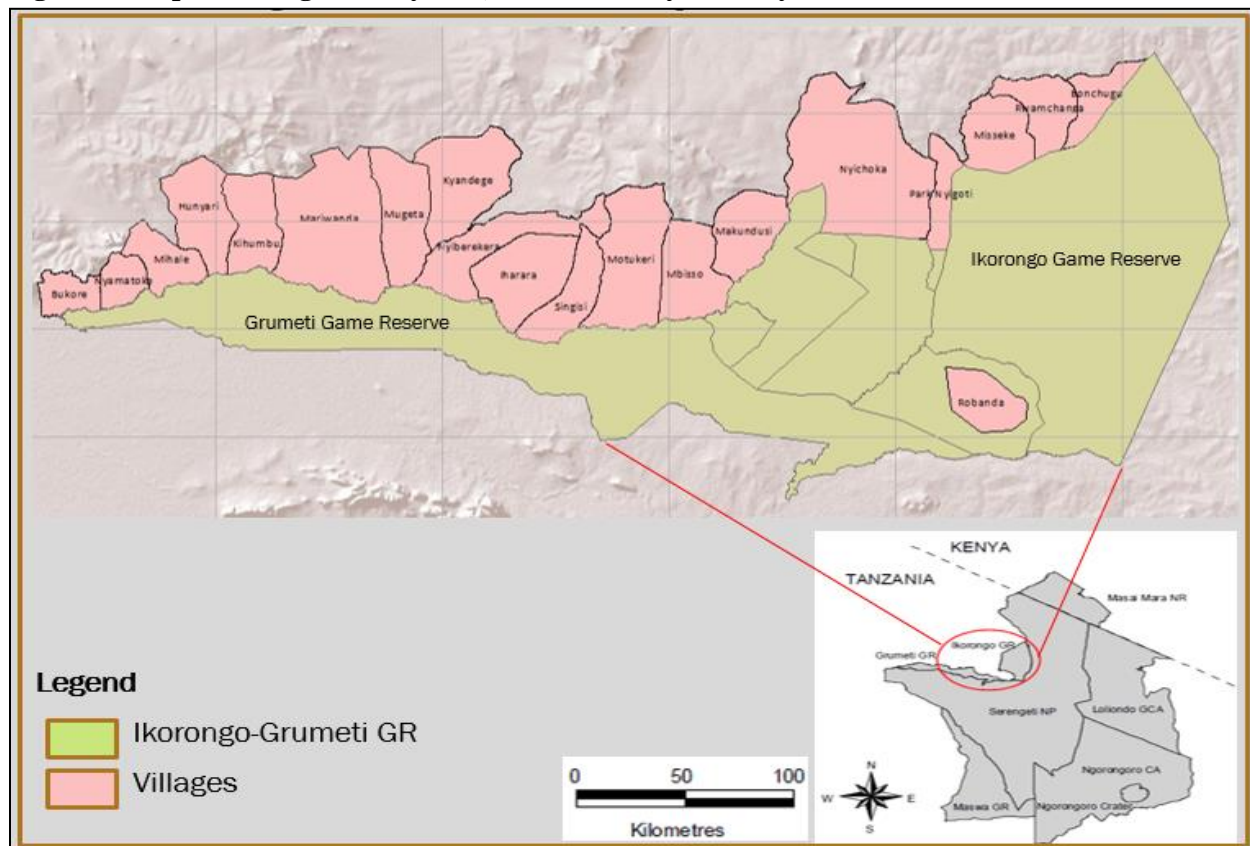 Bonchugu
Rwamchanga
Misseke
Nyichoka
Park Nyigoti
Kyandege
Hunyari
Mariwanda
Mugeta
Kihumbu
Makundusi
Nyiberekera
Mihale
Iharara
Motukeri
Mbisso
Nyamatoke
Bukore
Singisi
Ikorongo Game Reserve
Grumeti Game Reserve
Robanda
KENYA
TANZANIA
Masai Mara NR
Ikorongo GR
Grumeti GR
Serengeti NP
Loliondo GCA
Ngorongoro CA
Maswa GR
Ngorongoro Crater
N
W E
S
Legend
Ikorongo-Grumeti GR
Villages
0 50 100
Kilometres